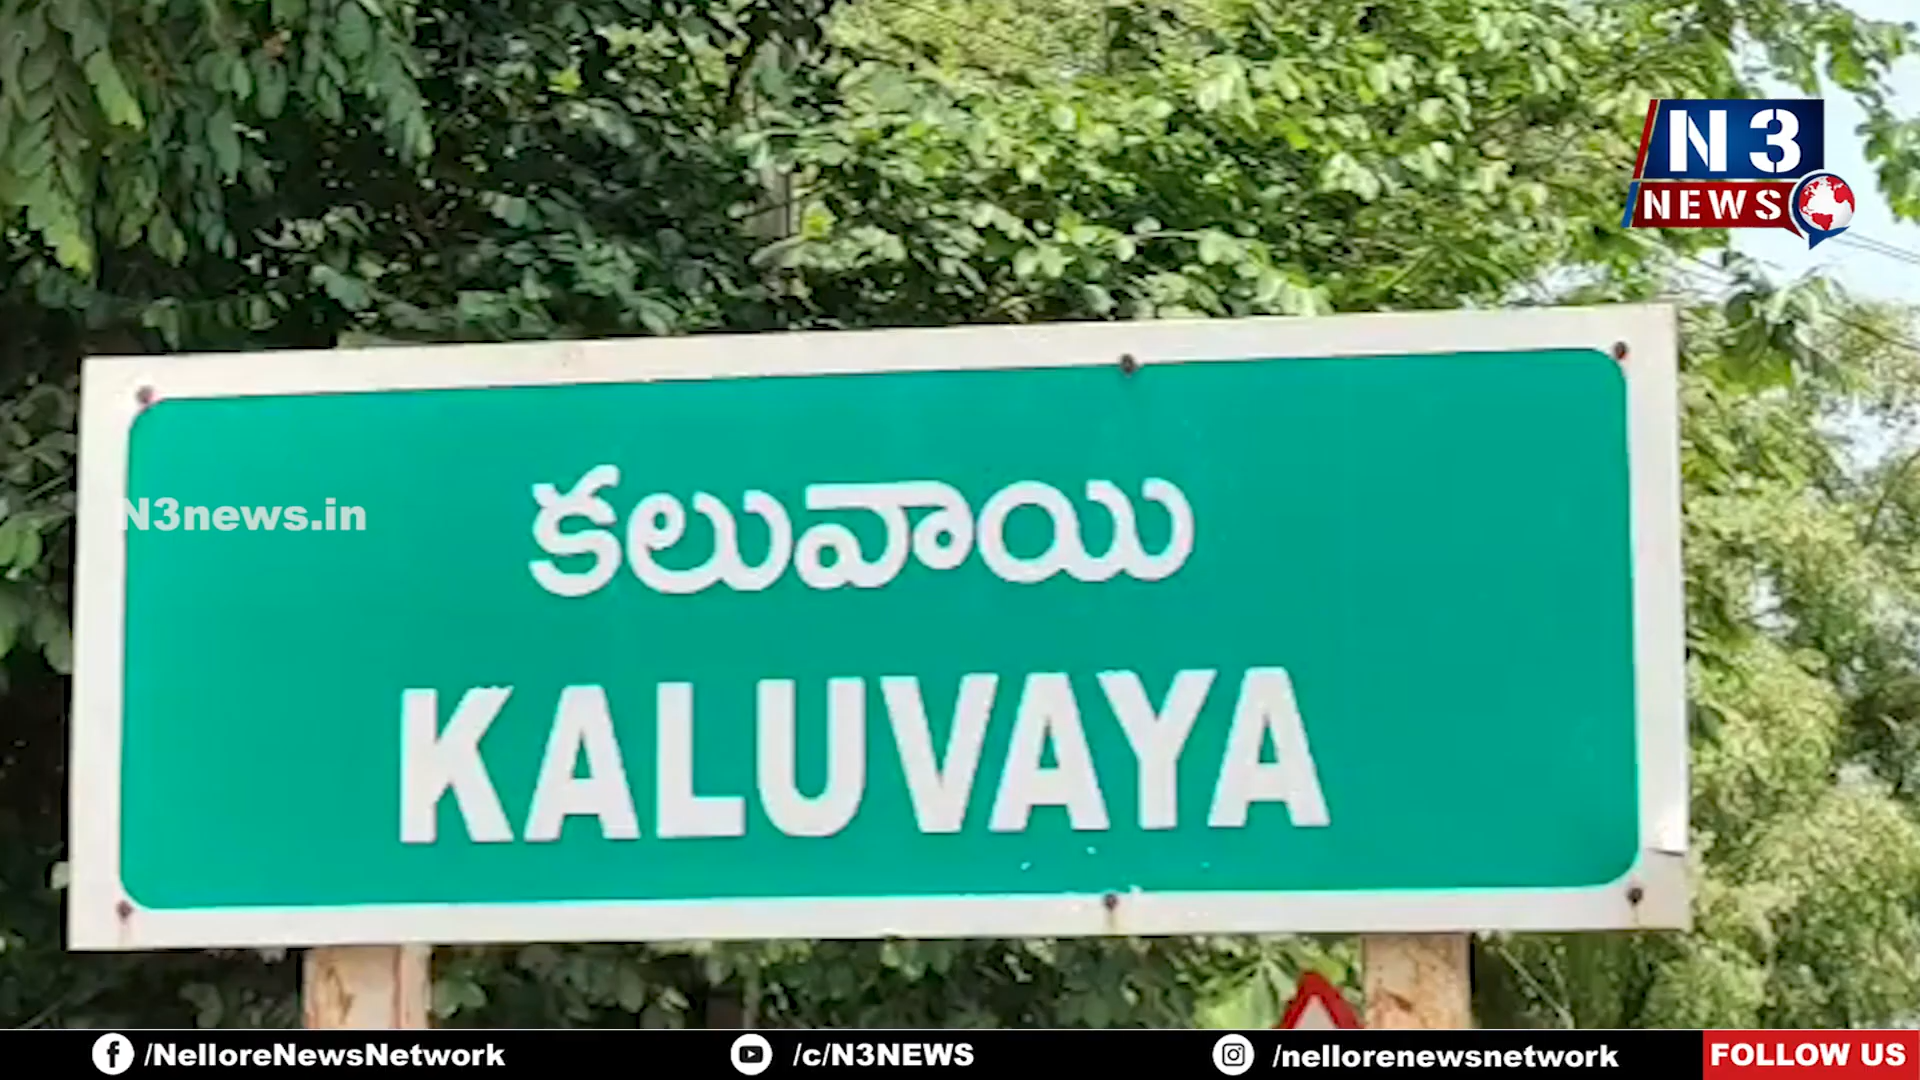 N 3
NEWS
N3news.in
కలువాయి
KALUVAYA
/NelloreNewsNetwork
/c/N3NEWS
/nellorenewsnetwork
FOLLOW US